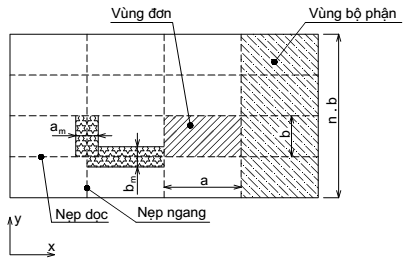 Vùng đơn
Vùng bộ phận
a_m
b
n . b
b_m
a
Nẹp dọc
Nẹp ngang
y
x